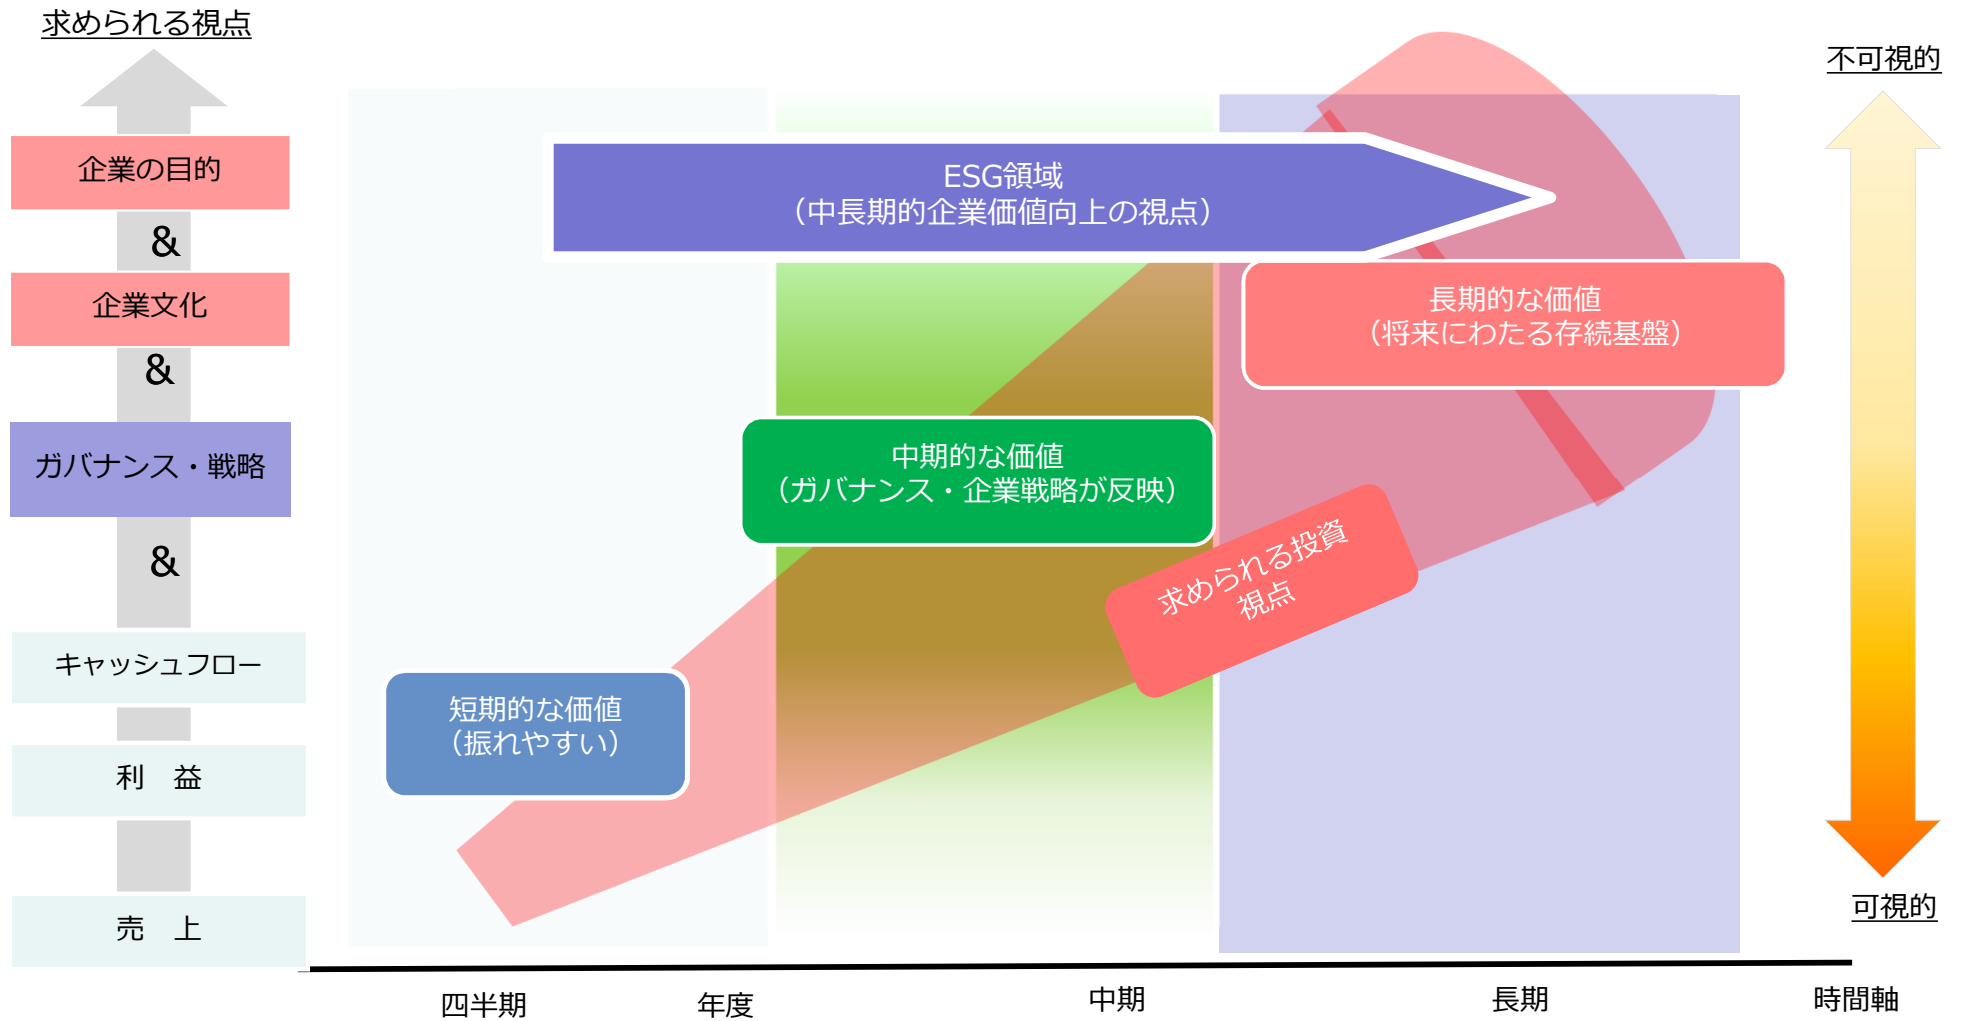 求められる視点
企業の目的
&
企業文化
&
ガバナンス・戦略
&
キャッシュフロー
利　益
売　上
ESG領域
（中長期的企業価値向上の視点）
長期的な価値
（将来にわたる存続基盤）
中期的な価値
（ガバナンス・企業戦略が反映）
求められる投資
視点
短期的な価値
（振れやすい）
不可視的
可視的
四半期
年度
中期
長期
時間軸